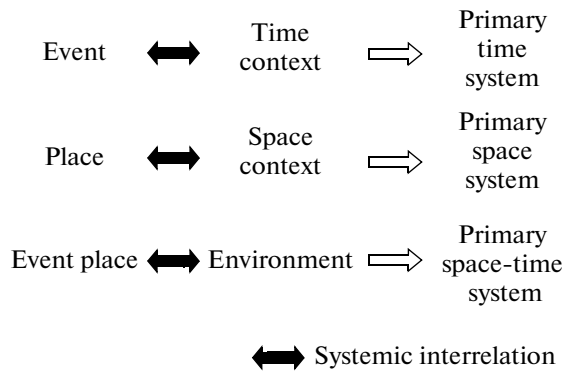 Event
Time
context
Primary
time
system
Place
Space
context
Primary
space
system
Event place
Environment
Primary
space-time
system
Systemic interrelation